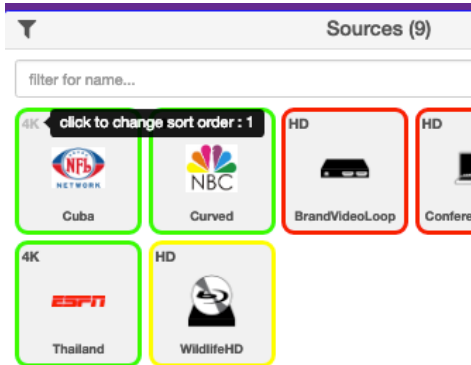 Sources (9)
filter for name...
4K click to change sort order : 1 HD HD
NFL
NETWORK
NBC
Cuba Curved BrandVideoLoop Confere
4K HD
ESPN
Thailand WildlifeHD